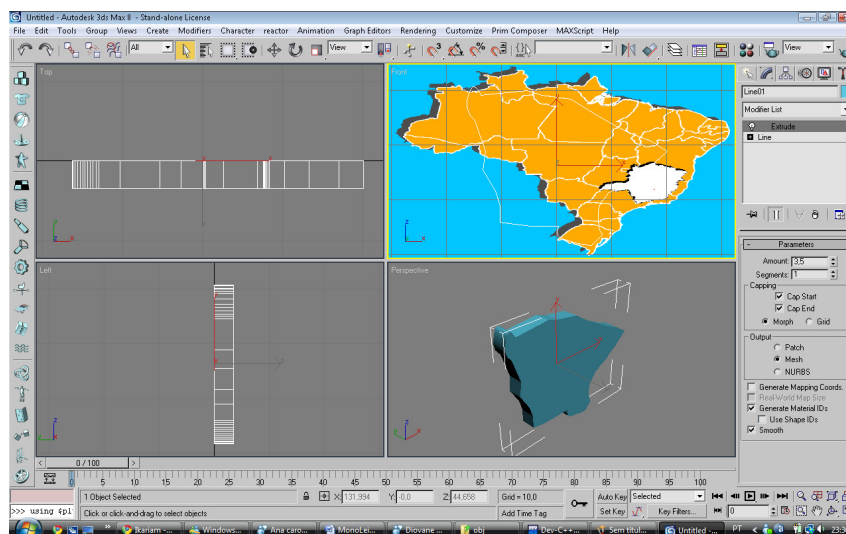 Untitled - Autodesk 3ds Max 8 - Stand-alone License
File Edit Tools Group Views Create Modifiers Character reactor Animation Graph Editors Rendering Customize Prim Composer MAXScript Help
All View View
Top
Front
Line01
Modifier List
Extrude
Line
Left
Perspective
Parameters
Amount: 3,5
Segments: 1
Capping
Cap Start
Cap End
Morph Grid
Output
Patch
Mesh
NURBS
Generate Mapping Coords.
Real-World Map Size
Generate Material IDs
Use Shape IDs
Smooth
0 / 100
0 5 10 15 20 25 30 35 40 45 50 55 60 65 70 75 80 85 90 95 100
1 Object Selected X: 131,994 Y: -0,0 Z: 44,658 Grid = 10,0 Auto Key Selected
>>> using $pl Click or click-and-drag to select objects Add Time Tag Set Key Key Filters... 0
Ikariam -... Windows... Ana caro... MonoLei... Diovane ... obj Dev-C++... Sem títul... Untitled -... PT